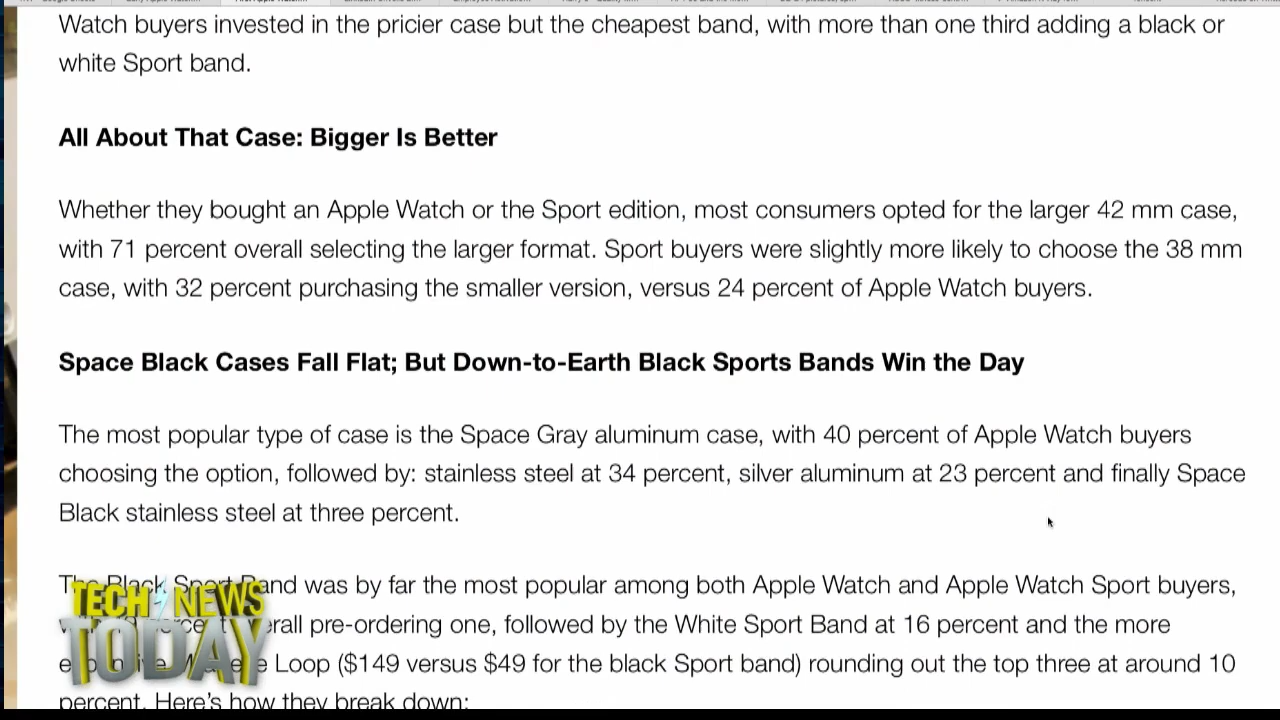 Watch buyers invested in the pricier case but the cheapest band, with more than one third adding a black or
white Sport band.
All About That Case: Bigger Is Better
Whether they bought an Apple Watch or the Sport edition, most consumers opted for the larger 42 mm case,
with 71 percent overall selecting the larger format. Sport buyers were slightly more likely to choose the 38 mm
case, with 32 percent purchasing the smaller version, versus 24 percent of Apple Watch buyers.
Space Black Cases Fall Flat; But Down-to-Earth Black Sports Bands Win the Day
The most popular type of case is the Space Gray aluminum case, with 40 percent of Apple Watch buyers
choosing the option, followed by: stainless steel at 34 percent, silver aluminum at 23 percent and finally Space
Black stainless steel at three percent.
The Black Sport Band was by far the most popular among both Apple Watch and Apple Watch Sport buyers,
pre-ordering one, followed by the White Sport Band at 16 percent and the more
Loop ($149 versus $49 for the black Sport band) rounding out the top three at around 10
percent. Here's how they break down:
TECH NEWS
TODAY